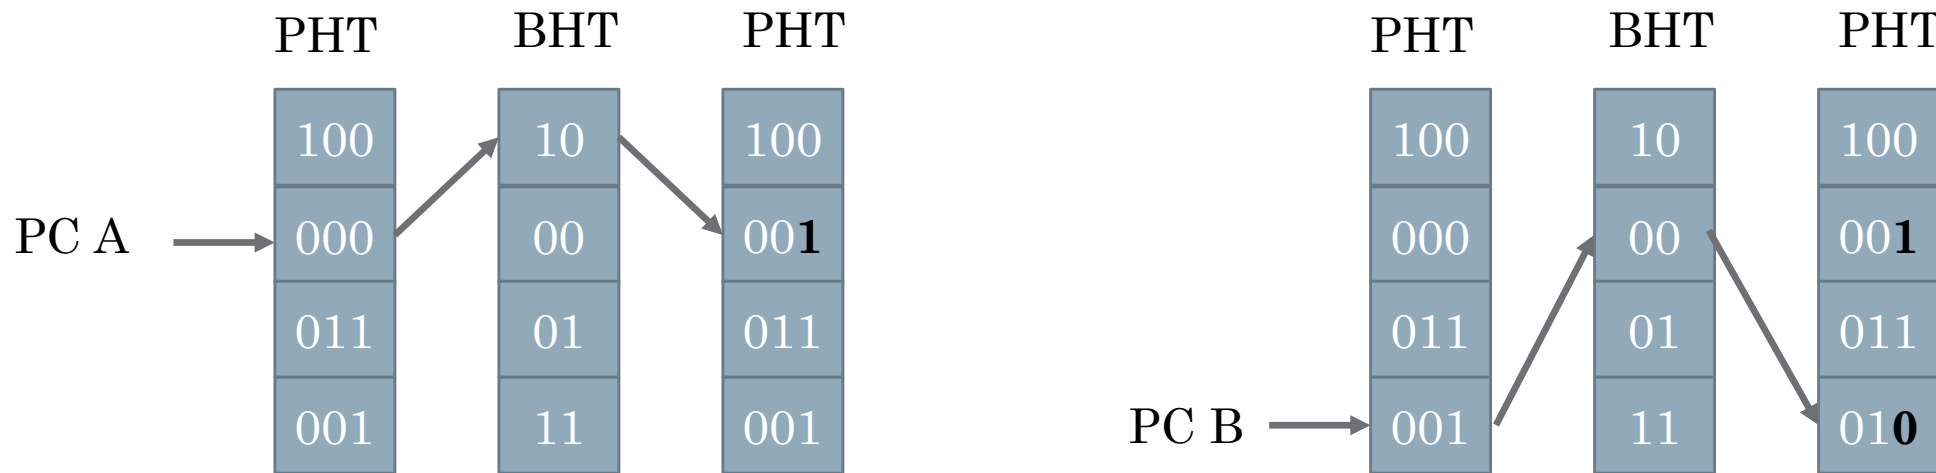 PHT BHT PHT PHT BHT PHT
100 10 100 100 10 100
PC A 000 00 001 000 00 001
011 01 011 011 01 011
001 11 001 PC B 001 11 010